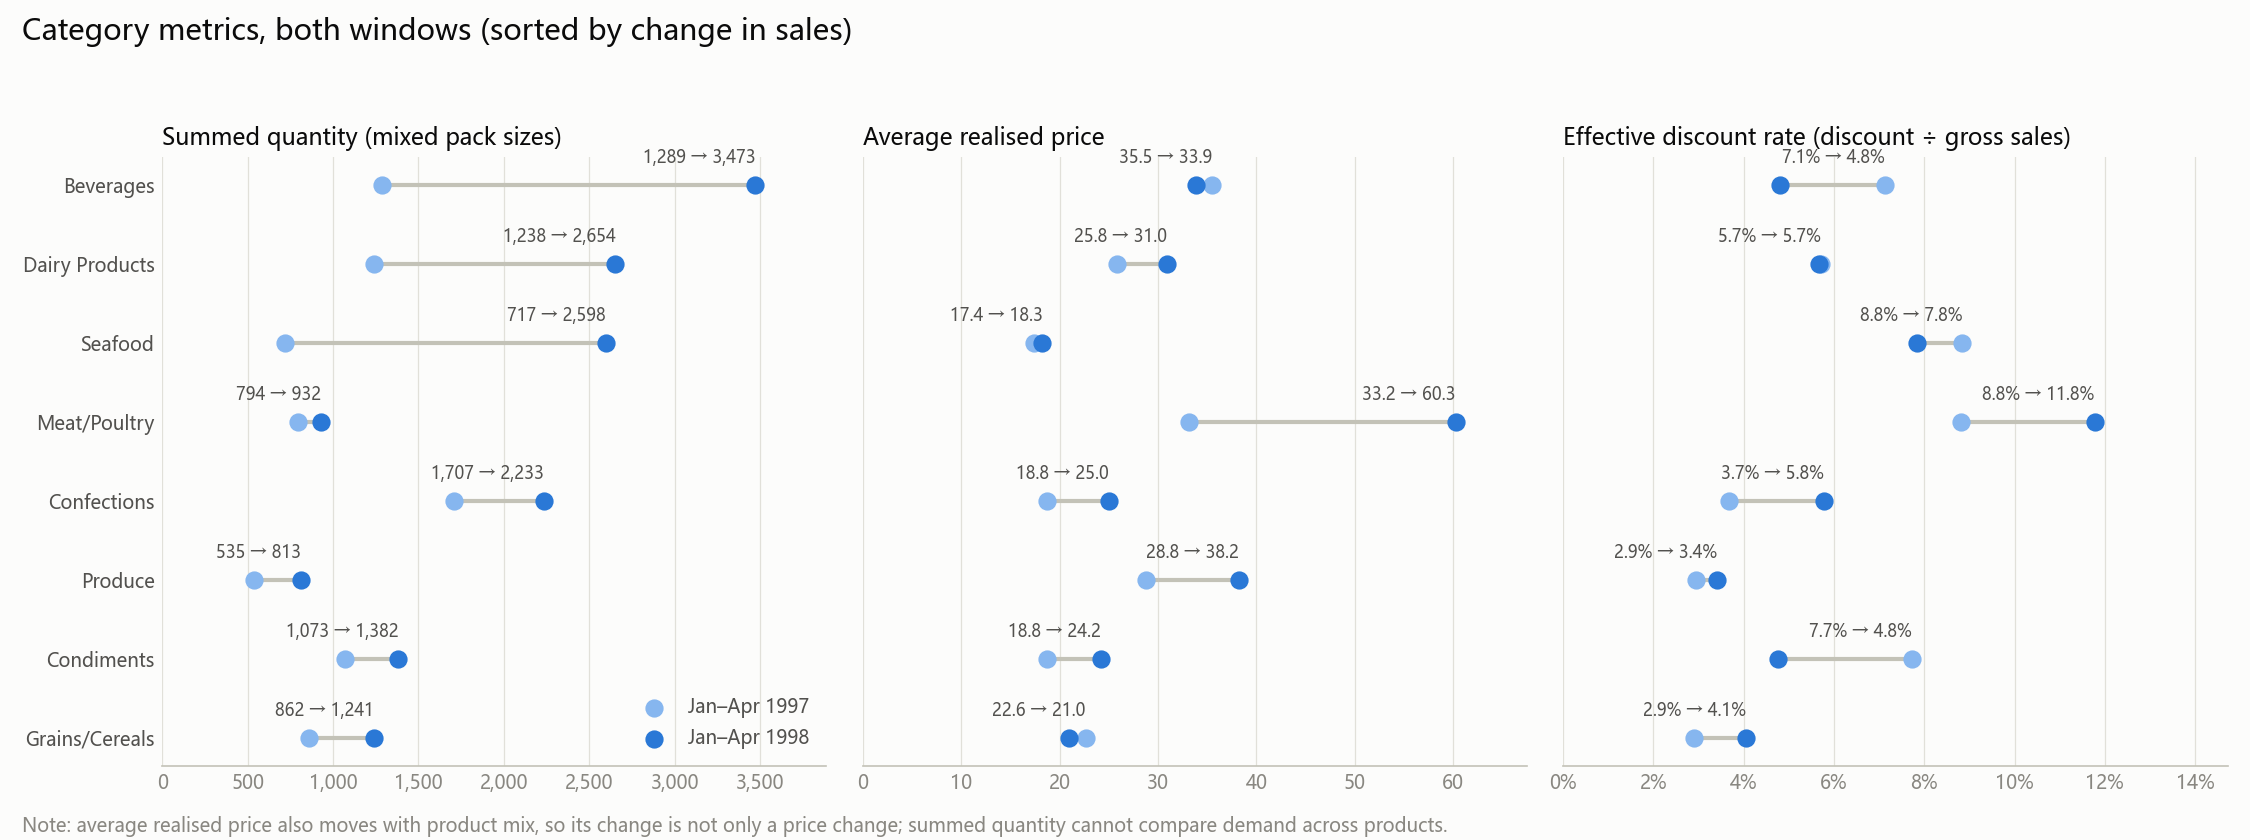 Category metrics, both windows (sorted by change in sales)
Summed quantity (mixed pack sizes)
Average realised price
Effective discount rate (discount ÷ gross sales)
Beverages
1,289 → 3,473
35.5 → 33.9
7.1% → 4.8%
Dairy Products
1,238 → 2,654
25.8 → 31.0
5.7% → 5.7%
Seafood
717 → 2,598
17.4 → 18.3
8.8% → 7.8%
Meat/Poultry
794 → 932
33.2 → 60.3
8.8% → 11.8%
Confections
1,707 → 2,233
18.8 → 25.0
3.7% → 5.8%
Produce
535 → 813
28.8 → 38.2
2.9% → 3.4%
Condiments
1,073 → 1,382
18.8 → 24.2
7.7% → 4.8%
Grains/Cereals
862 → 1,241
22.6 → 21.0
2.9% → 4.1%
Jan–Apr 1997
Jan–Apr 1998
0 500 1,000 1,500 2,000 2,500 3,000 3,500
0 10 20 30 40 50 60
0% 2% 4% 6% 8% 10% 12% 14%
Note: average realised price also moves with product mix, so its change is not only a price change; summed quantity cannot compare demand across products.